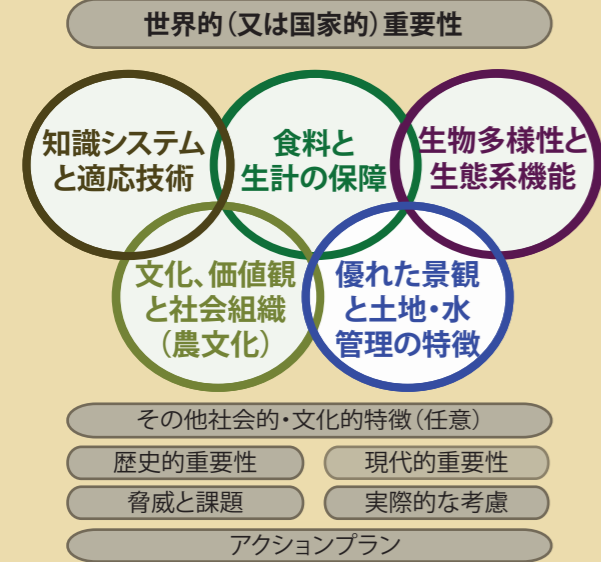 世界的（又は国家的）重要性
知識システム
と適応技術
食料と
生計の保障
生物多様性と
生態系機能
文化、価値観
と社会組織
（農文化）
優れた景観
と土地・水
管理の特徴
その他社会的・文化的特徴（任意）
歴史的重要性
現代的重要性
脅威と課題
実際的な考慮
アクションプラン